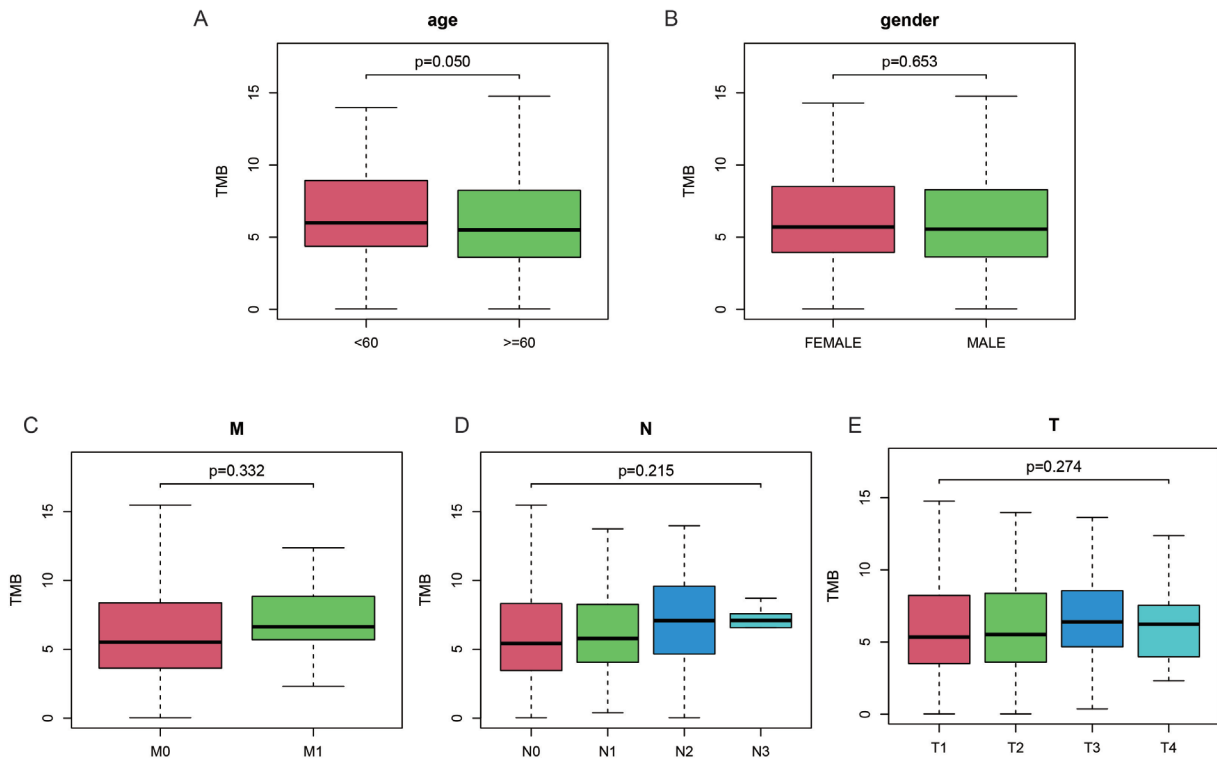 A
age
p=0.050
15
10
5
0
TMB
<60
>=60
B
gender
p=0.653
15
10
5
0
TMB
FEMALE
MALE
C
M
p=0.332
15
10
5
0
TMB
M0
M1
D
N
p=0.215
15
10
5
0
TMB
N0
N1
N2
N3
E
T
p=0.274
15
10
5
0
TMB
T1
T2
T3
T4